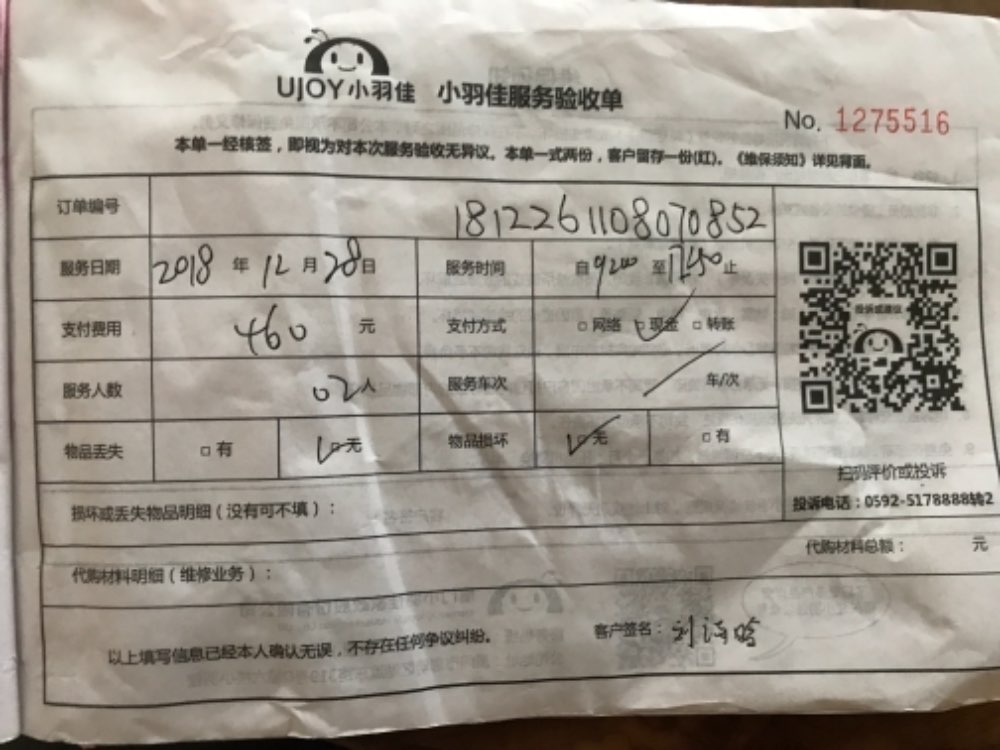 UJOY小羽佳 小羽佳服务验收单
No. 1275516
本单一经核签，即视为对本次服务验收无异议。本单一式两份，客户留存一份(红)。《维保须知》详见背面。
订单编号 1812261108070852
服务日期 2018 年 12 月 28 日 服务时间 自 9:00 至 止
支付费用 460 元 支付方式 □网络 □现金 □转账
服务人数 02 人 服务车次 车/次
物品丢失 □有 □无 物品损坏 □无 □有
投诉或建议
扫码评价或投诉
投诉电话：0592-5178888转2
损坏或丢失物品明细（没有可不填）：
代购材料明细（维修业务）： 代购材料总额： 元
以上填写信息已经本人确认无误，不存在任何争议纠纷。 客户签名：